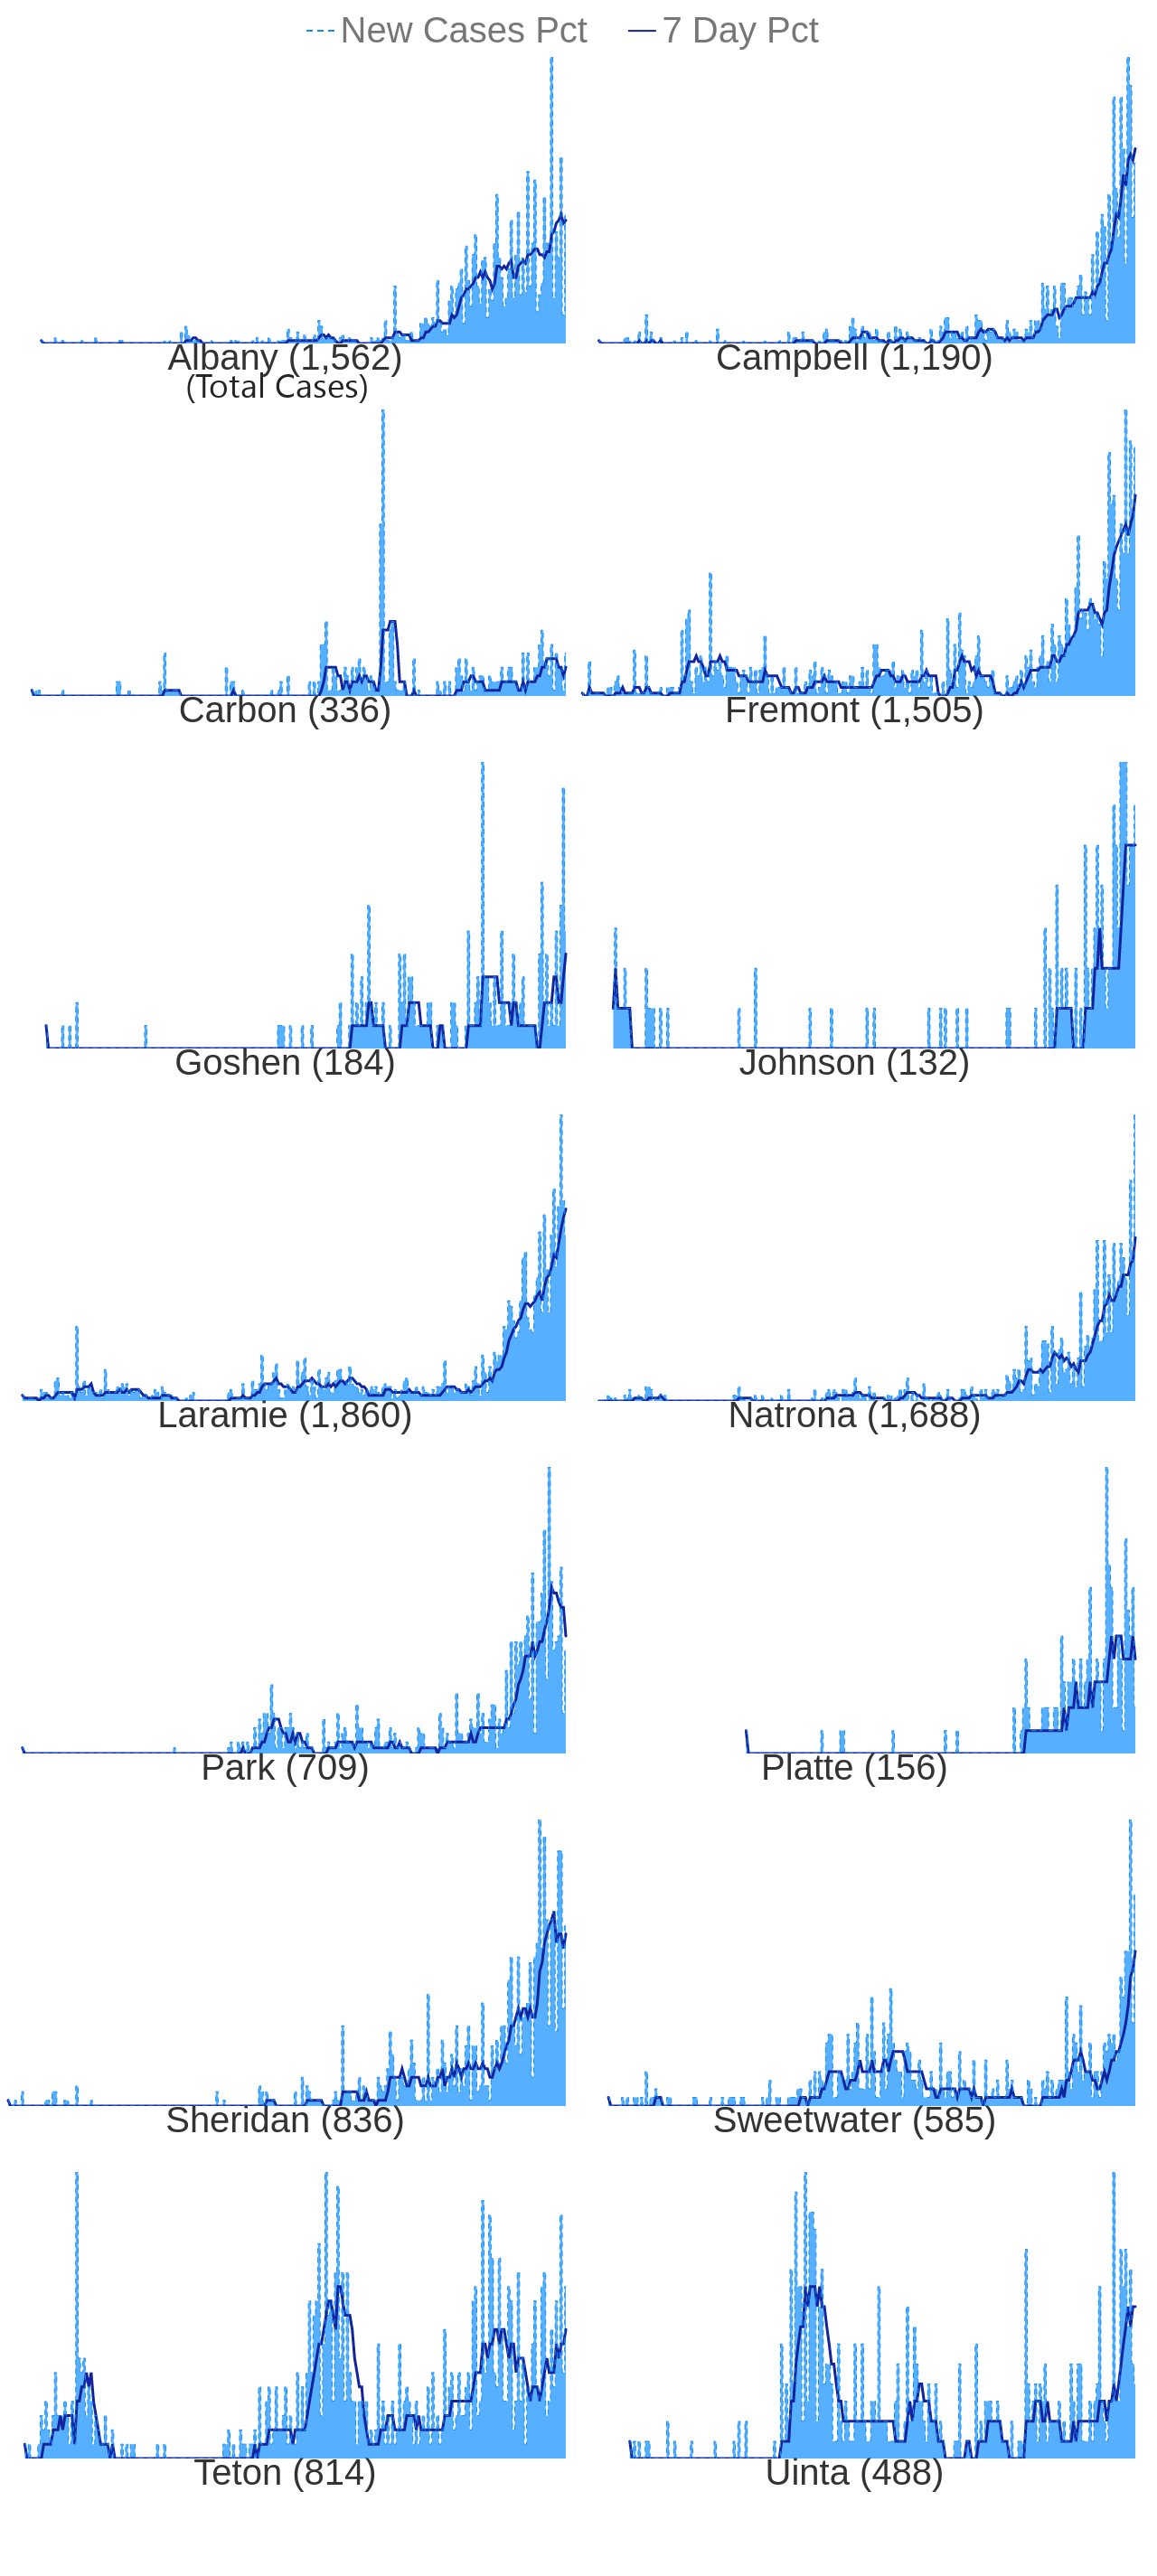 New Cases Pct 7 Day Pct
Albany (1,562) Campbell (1,190)
(Total Cases)
Carbon (336) Fremont (1,505)
Goshen (184) Johnson (132)
Laramie (1,860) Natrona (1,688)
Park (709) Platte (156)
Sheridan (836) Sweetwater (585)
Teton (814) Uinta (488)